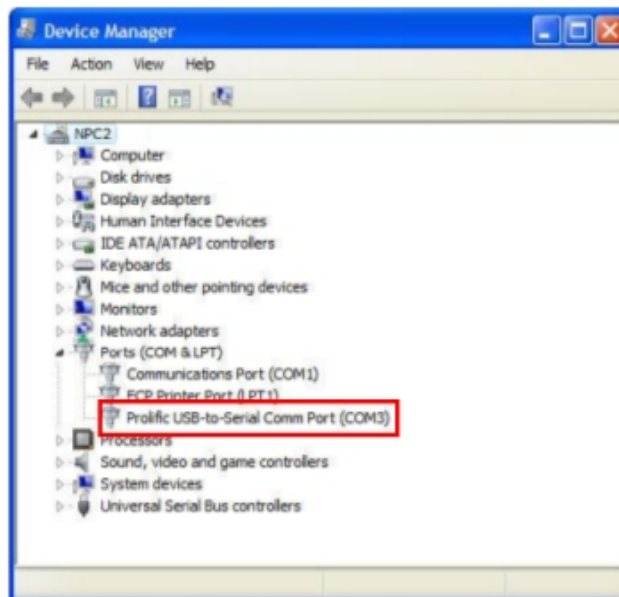 Device Manager
File Action View Help
NPC2
Computer
Disk drives
Display adapters
Human Interface Devices
IDE ATA/ATAPI controllers
Keyboards
Mice and other pointing devices
Monitors
Network adapters
Ports (COM & LPT)
Communications Port (COM1)
ECP Printer Port (LPT1)
Prolific USB-to-Serial Comm Port (COM3)
Processors
Sound, video and game controllers
System devices
Universal Serial Bus controllers